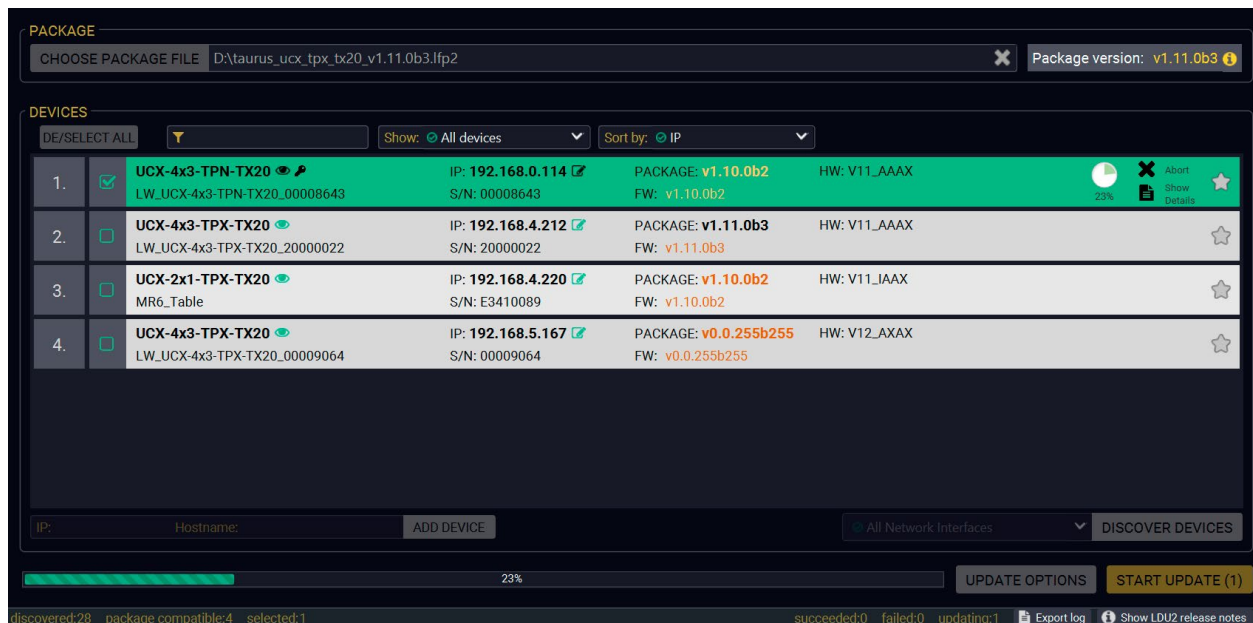 PACKAGE
CHOOSE PACKAGE FILE D:\taurus_ucx_tpx_tx20_v1.11.0b3.lfp2 Package version: v1.11.0b3
DEVICES
DE/SELECT ALL Show: All devices Sort by: IP
1. UCX-4x3-TPN-TX20 IP: 192.168.0.114 PACKAGE: v1.10.0b2 HW: V11_AAAX Abort
LW_UCX-4x3-TPN-TX20_00008643 S/N: 00008643 FW: v1.10.0b2 23% Show Details
2. UCX-4x3-TPX-TX20 IP: 192.168.4.212 PACKAGE: v1.11.0b3 HW: V11_AAAX
LW_UCX-4x3-TPX-TX20_20000022 S/N: 20000022 FW: v1.11.0b3
3. UCX-2x1-TPX-TX20 IP: 192.168.4.220 PACKAGE: v1.10.0b2 HW: V11_IAAX
MR6_Table S/N: E3410089 FW: v1.10.0b2
4. UCX-4x3-TPX-TX20 IP: 192.168.5.167 PACKAGE: v0.0.255b255 HW: V12_AXAX
LW_UCX-4x3-TPX-TX20_00009064 S/N: 00009064 FW: v0.0.255b255
IP: Hostname: ADD DEVICE All Network Interfaces DISCOVER DEVICES
23% UPDATE OPTIONS START UPDATE (1)
discovered:28 package compatible:4 selected:1 succeeded:0 failed:0 updating:1 Export log Show LDU2 release notes